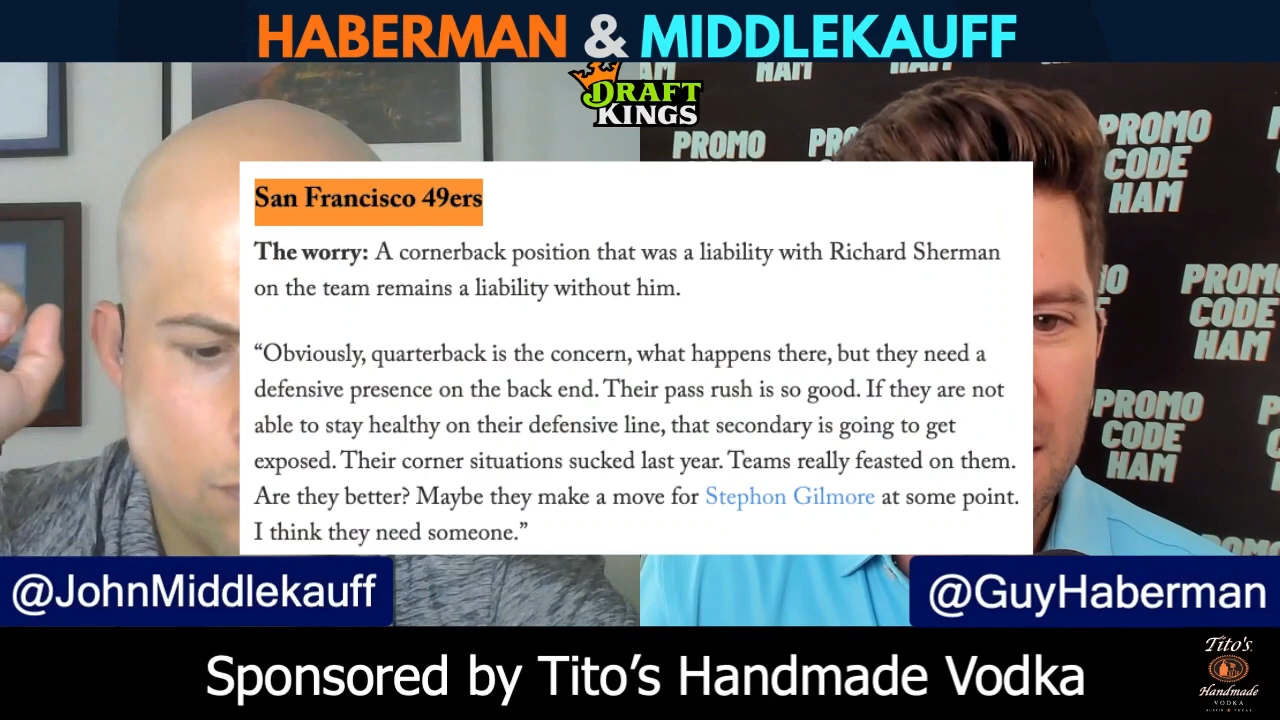 HABERMAN & MIDDLEKAUFF
DRAFT
KINGS
AM
HAM
PROMO
PRO
PROMO
CODE
HAM
San Francisco 49ers
The worry: A cornerback position that was a liability with Richard Sherman
on the team remains a liability without him.
“Obviously, quarterback is the concern, what happens there, but they need a
defensive presence on the back end. Their pass rush is so good. If they are not
able to stay healthy on their defensive line, that secondary is going to get
exposed. Their corner situations sucked last year. Teams really feasted on them.
Are they better? Maybe they make a move for Stephon Gilmore at some point.
I think they need someone.”
PROMO
CODE
HAM
PROMO
CODE
HAM
@JohnMiddlekauff
@GuyHaberman
Sponsored by Tito’s Handmade Vodka
Tito's
Handmade
VODKA